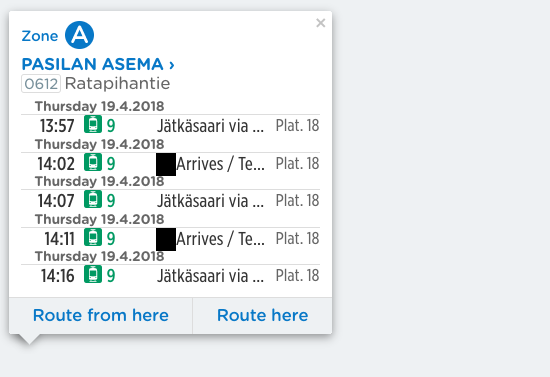 Zone A
×
PASILAN ASEMA ›
0612 Ratapihantie
Thursday 19.4.2018
13:57 9 Jätkäsaari via ... Plat. 18
Thursday 19.4.2018
14:02 9 Arrives / Te... Plat. 18
Thursday 19.4.2018
14:07 9 Jätkäsaari via ... Plat. 18
Thursday 19.4.2018
14:11 9 Arrives / Te... Plat. 18
Thursday 19.4.2018
14:16 9 Jätkäsaari via ... Plat. 18
Route from here Route here